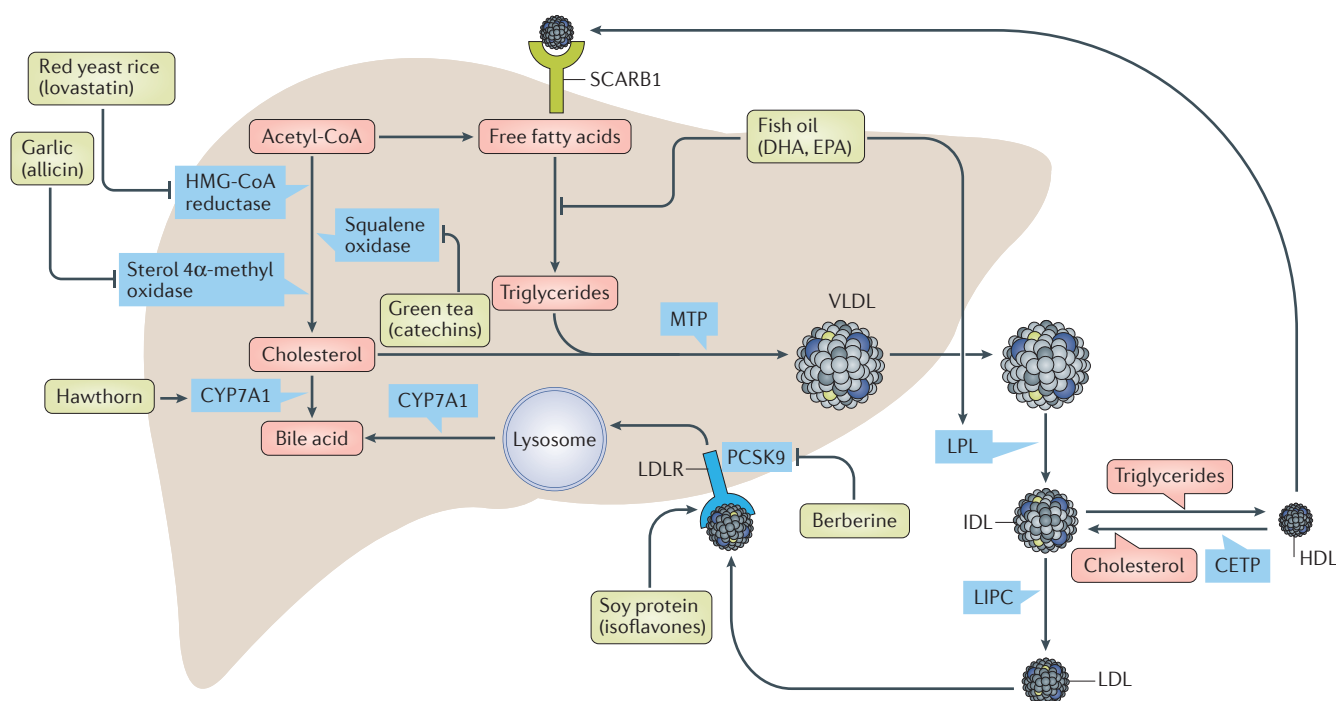 SCARB1
Red yeast rice
(lovastatin)
Acetyl-CoA
Free fatty acids
Fish oil
(DHA, EPA)
Garlic
(allicin)
HMG-CoA
reductase
Squalene
oxidase
Sterol 4α-methyl
oxidase
Triglycerides
Green tea
(catechins)
MTP
VLDL
Cholesterol
Hawthorn
CYP7A1
CYP7A1
Bile acid
Lysosome
LDLR
PCSK9
LPL
Triglycerides
Berberine
IDL
Cholesterol
CETP
HDL
Soy protein
(isoflavones)
LIPC
LDL